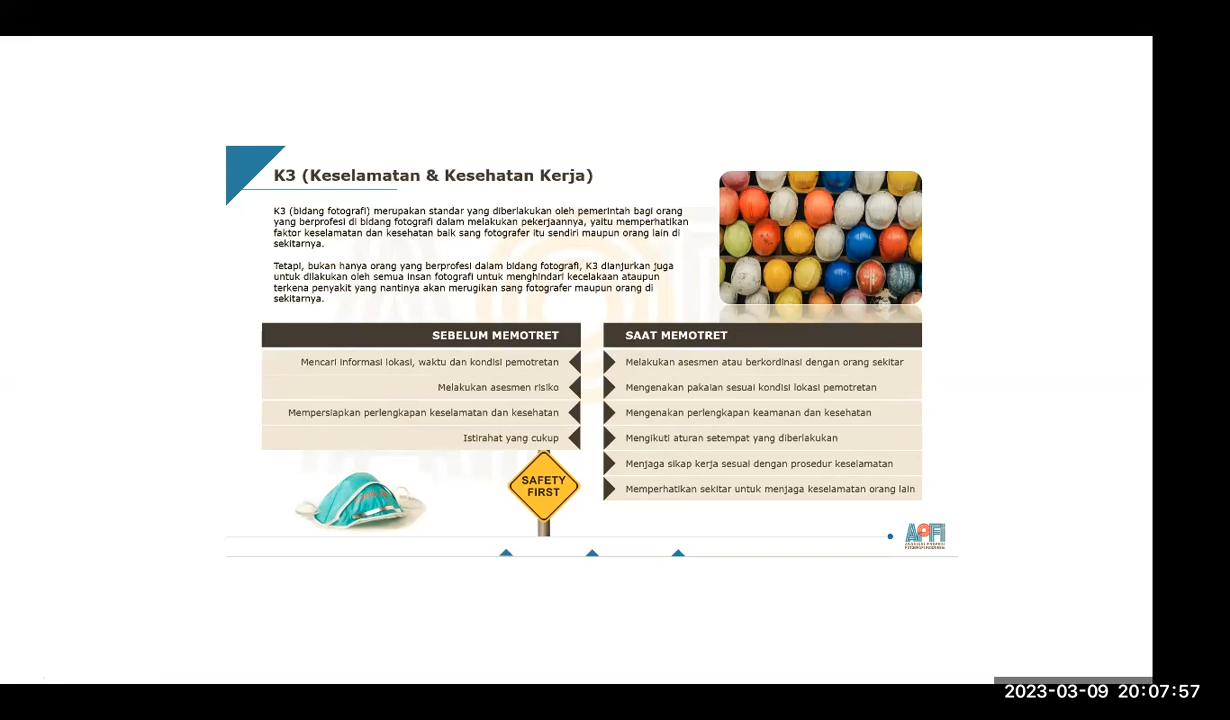 K3 (Keselamatan & Kesehatan Kerja)
K3 (bidang fotografi) merupakan standar yang diberlakukan oleh pemerintah bagi orang
yang berprofesi di bidang fotografi dalam melakukan pekerjaannya, yaitu memperhatikan
faktor keselamatan dan kesehatan baik sang fotografer itu sendiri maupun orang lain di
sekitarnya.
Tetapi, bukan hanya orang yang berprofesi dalam bidang fotografi, K3 dianjurkan juga
untuk dilakukan oleh semua insan fotografi untuk menghindari kecelakaan ataupun
terkena penyakit yang nantinya akan merugikan sang fotografer maupun orang di
sekitarnya.
SEBELUM MEMOTRET
Mencari informasi lokasi, waktu dan kondisi pemotretan
Melakukan asesmen risiko
Mempersiapkan perlengkapan keselamatan dan kesehatan
Istirahat yang cukup
SAAT MEMOTRET
Melakukan asesmen atau berkordinasi dengan orang sekitar
Mengenakan pakaian sesuai kondisi lokasi pemotretan
Mengenakan perlengkapan keamanan dan kesehatan
Mengikuti aturan setempat yang diberlakukan
Menjaga sikap kerja sesuai dengan prosedur keselamatan
Memperhatikan sekitar untuk menjaga keselamatan orang lain
SAFETY
FIRST
APFI
2023-03-09 20:07:57